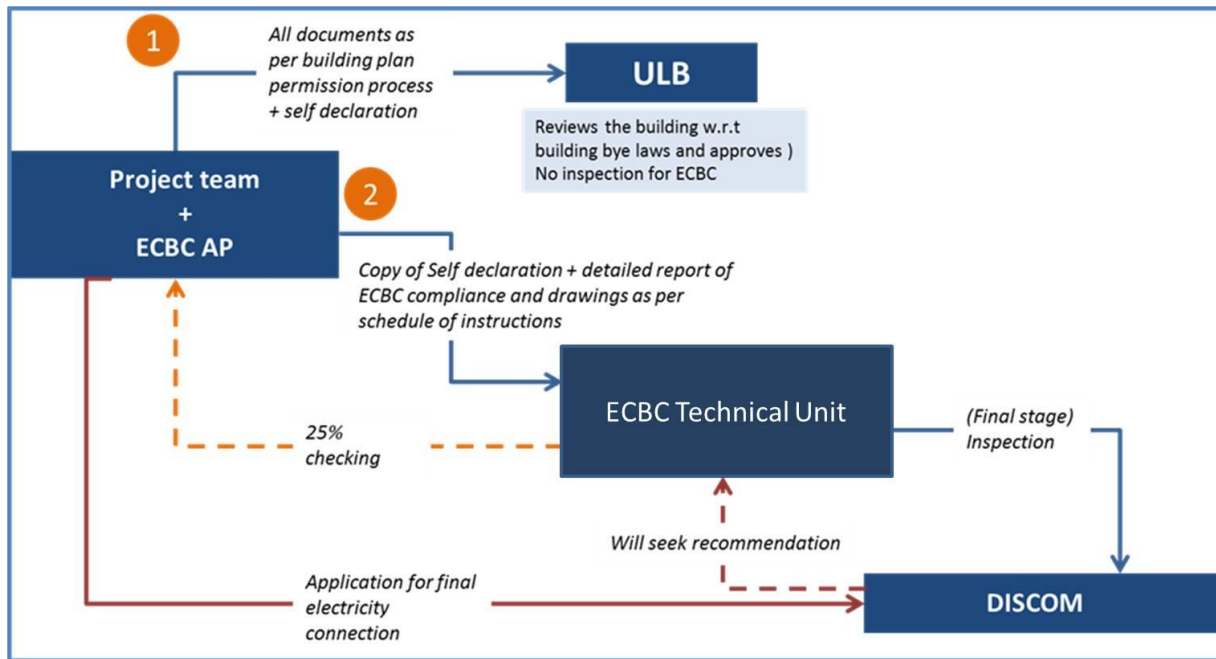 1
All documents as
per building plan
permission process
+ self declaration
ULB
Reviews the building w.r.t
building bye laws and approves )
No inspection for ECBC
Project team
+
ECBC AP
2
Copy of Self declaration + detailed report of
ECBC compliance and drawings as per
schedule of instructions
ECBC Technical Unit
(Final stage)
Inspection
25%
checking
Will seek recommendation
Application for final
electricity
connection
DISCOM